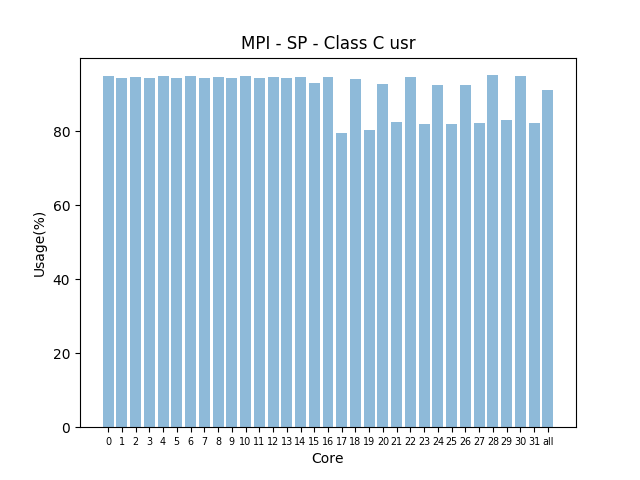 MPI - SP - Class C usr
80
60
40
20
0
Usage(%)
0 1 2 3 4 5 6 7 8 9 10 11 12 13 14 15 16 17 18 19 20 21 22 23 24 25 26 27 28 29 30 31 all
Core